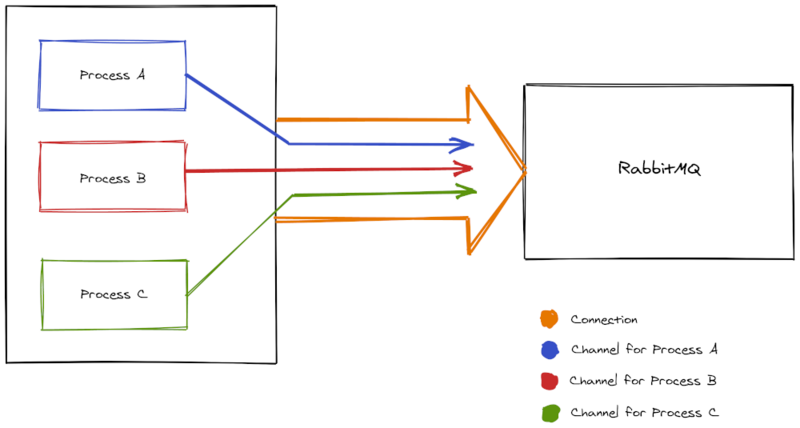 Process A
Process B
RabbitMQ
Process C
Connection
Channel for Process A
Channel for Process B
Channel for Process C